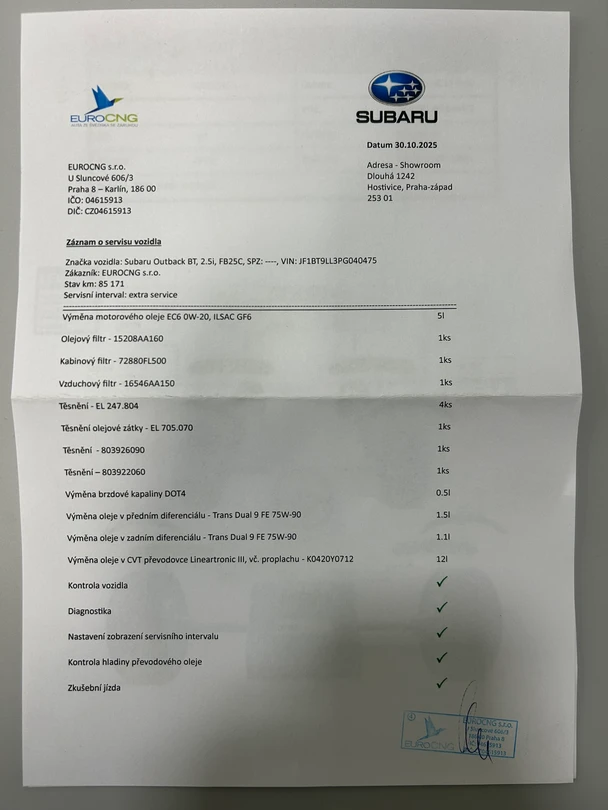 EUROCNG
SUBARU
Datum 30.10.2025
EUROCNG s.r.o.
U Sluncové 606/3
Praha 8 – Karlín, 186 00
IČO: 04615913
DIČ: CZ04615913
Adresa - Showroom
Dlouhá 1242
Hostivice, Praha-západ
253 01
Záznam o servisu vozidla
Značka vozidla: Subaru Outback BT, 2.5i, FB25C, SPZ: ----, VIN: JF1BT9LL3PG040475
Zákazník: EUROCNG s.r.o.
Stav km: 85 171
Servisní interval: extra service
Výměna motorového oleje EC6 0W-20, ILSAC GF6 5l
Olejový filtr - 15208AA160 1ks
Kabinový filtr - 72880FL500 1ks
Vzduchový filtr - 16546AA150 1ks
Těsnění - EL 247.804 4ks
Těsnění olejové zátky - EL 705.070 1ks
Těsnění - 803926090 1ks
Těsnění – 803922060 1ks
Výměna brzdové kapaliny DOT4 0.5l
Výměna oleje v předním diferenciálu - Trans Dual 9 FE 75W-90 1.5l
Výměna oleje v zadním diferenciálu - Trans Dual 9 FE 75W-90 1.1l
Výměna oleje v CVT převodovce Lineartronic III, vč. proplachu - K0420Y0712 12l
Kontrola vozidla ✓
Diagnostika ✓
Nastavení zobrazení servisního intervalu ✓
Kontrola hladiny převodového oleje ✓
Zkušební jízda ✓
EUROCNG
EUROCNG s.r.o.
Praha 8